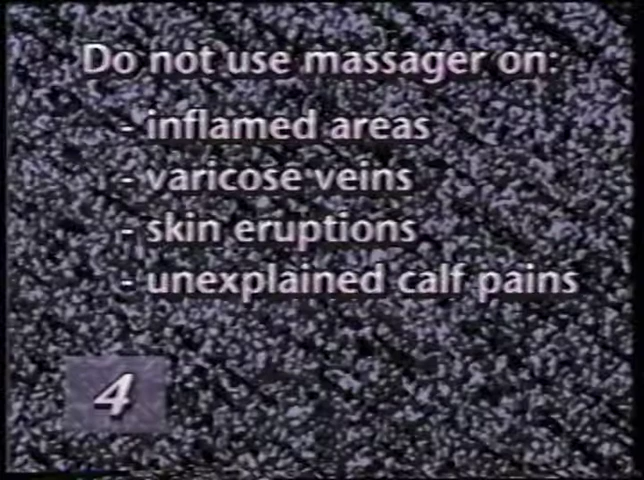 Do not use massager on:
- inflamed areas
- varicose veins
- skin eruptions
- unexplained calf pains
4